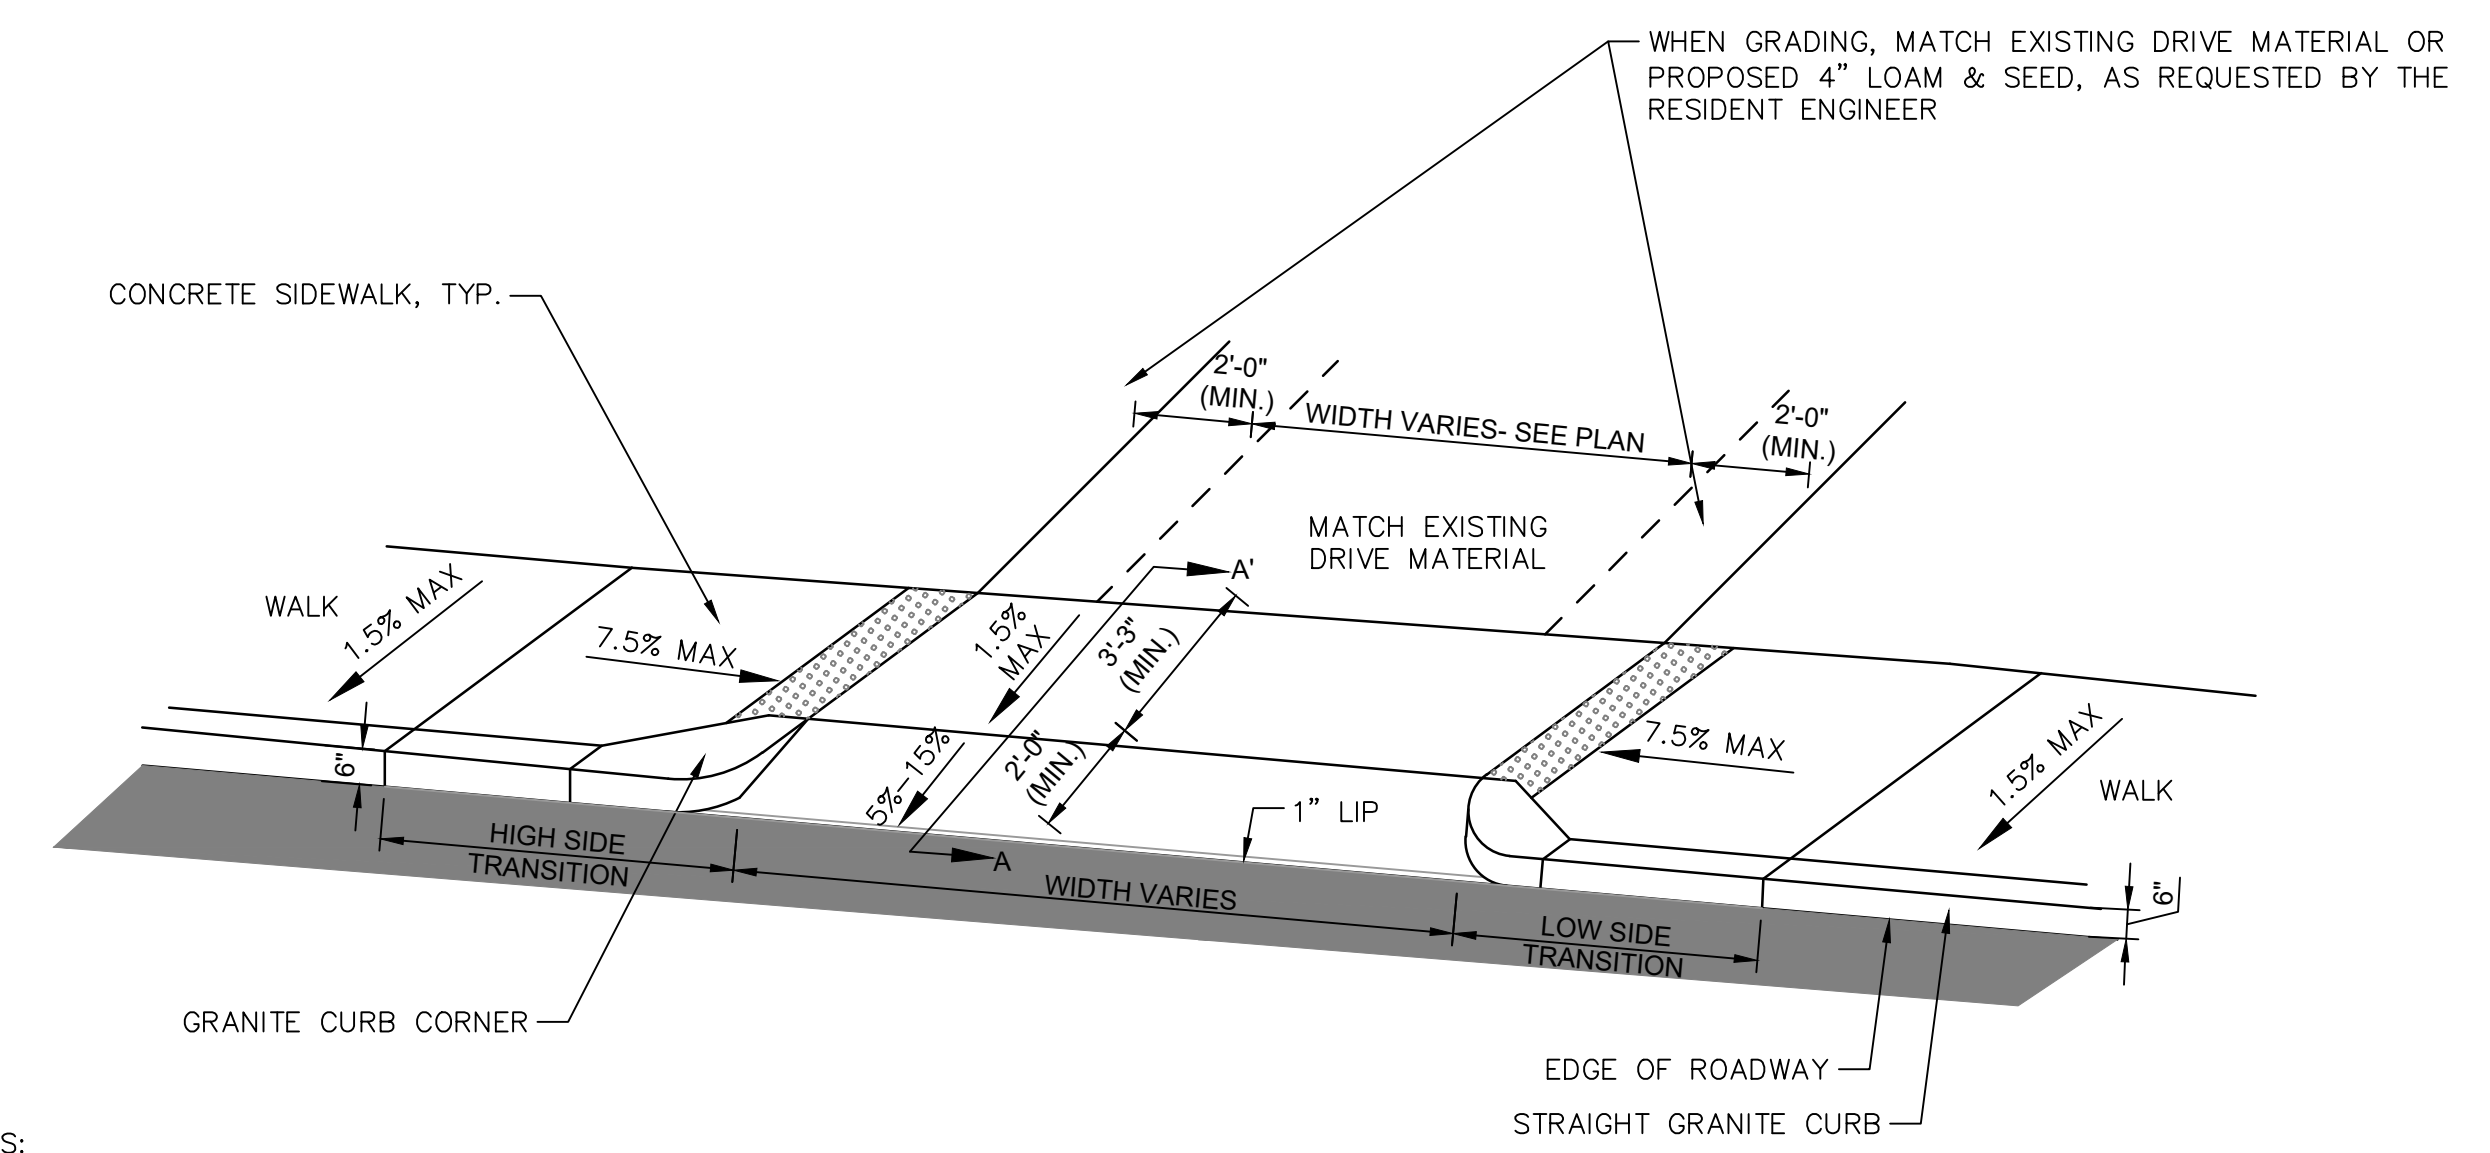 WHEN GRADING, MATCH EXISTING DRIVE MATERIAL OR
PROPOSED 4" LOAM & SEED, AS REQUESTED BY THE
RESIDENT ENGINEER
CONCRETE SIDEWALK, TYP.
2'-0"
(MIN.)
WIDTH VARIES- SEE PLAN
2'-0"
(MIN.)
MATCH EXISTING
DRIVE MATERIAL
A'
WALK
1.5% MAX
7.5% MAX
1.5%
MAX
3'-3"
(MIN.)
7.5% MAX
1.5% MAX
WALK
6"
5%-15%
2'-0"
(MIN.)
1" LIP
HIGH SIDE
TRANSITION
A
WIDTH VARIES
6"
LOW SIDE
TRANSITION
GRANITE CURB CORNER
EDGE OF ROADWAY
STRAIGHT GRANITE CURB
S: